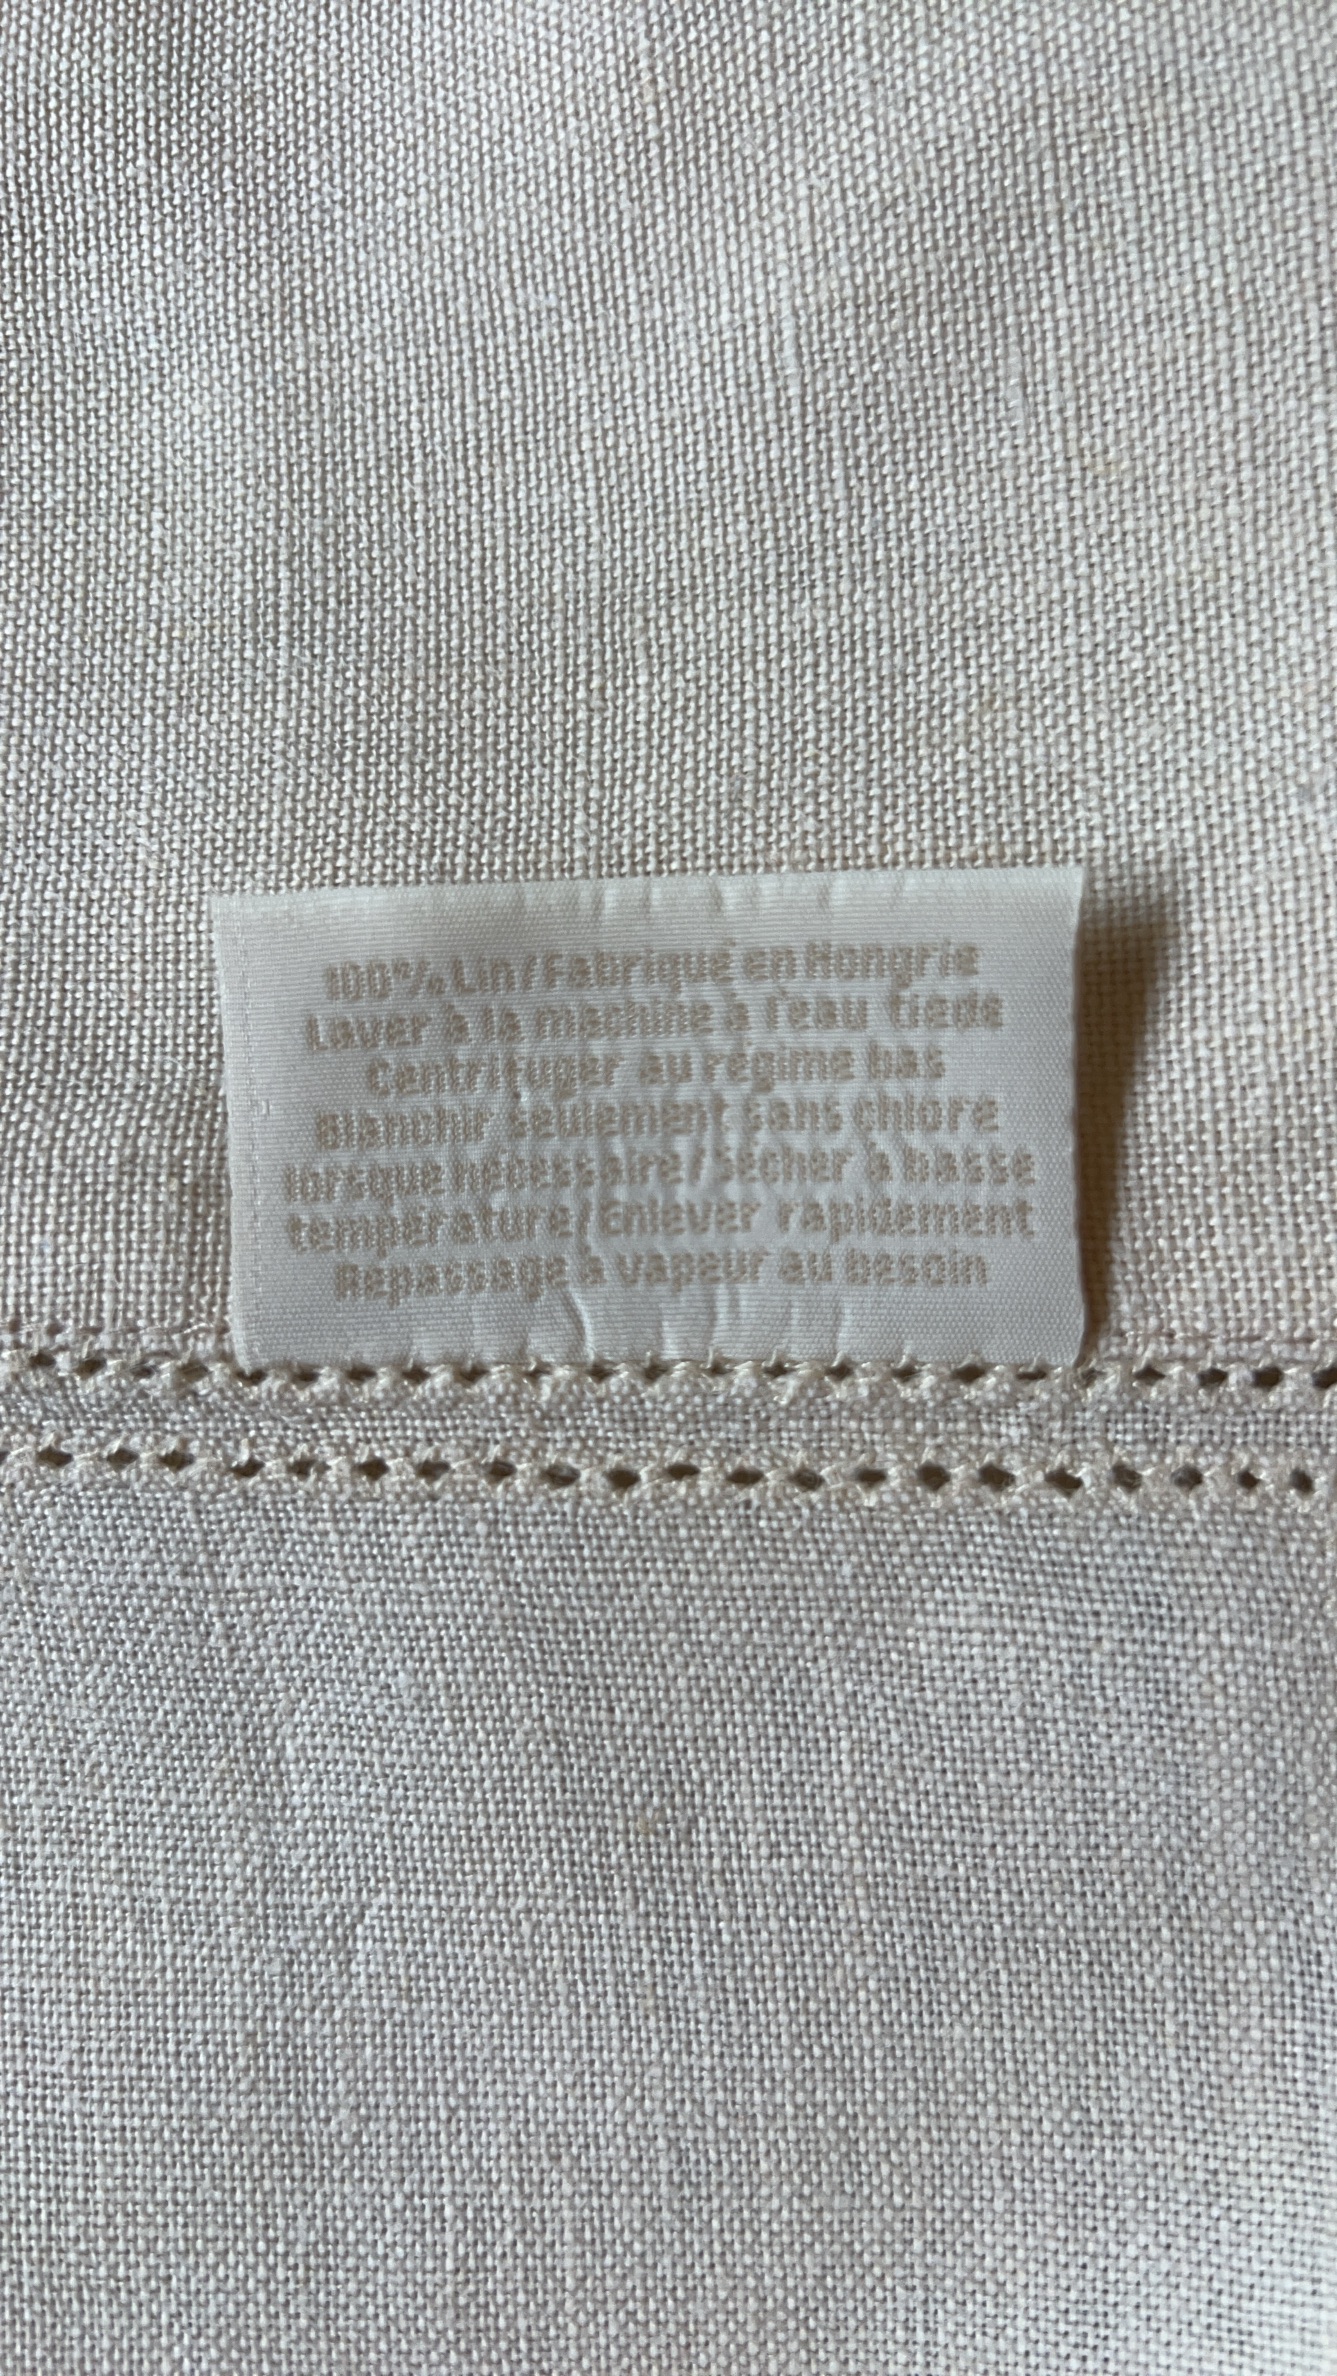 100% Lin/Fabriqué en Hongrie
Laver à la machine à l'eau tiède
Centrifuger au régime bas
Blanchir seulement sans chlore
lorsque nécessaire/Sécher à basse
température/Enlever rapidement
Repassage à vapeur au besoin